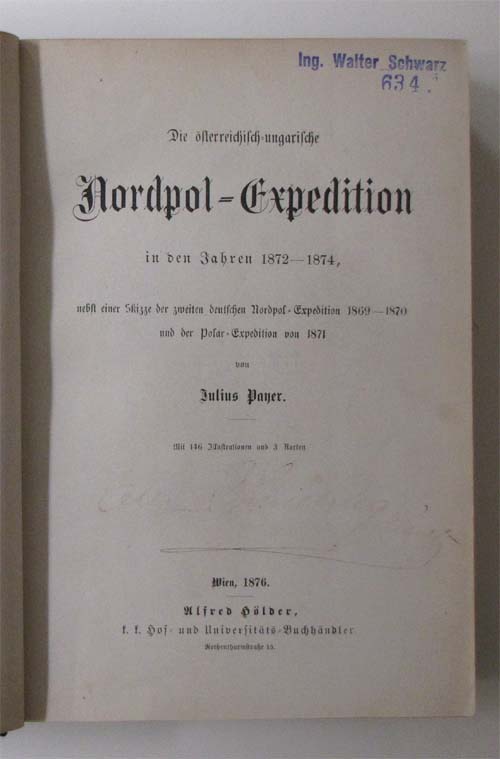 Ing. Walter Schwarz
634.
Die österreichisch-ungarische
Nordpol-Expedition
in den Jahren 1872—1874,
nebst einer Skizze der zweiten deutschen Nordpol-Expedition 1869—1870
und der Polar-Expedition von 1871
von
Julius Payer.
Mit 146 Illustrationen und 3 Karten
Wien, 1876.
Alfred Hölder,
k. k. Hof- und Universitäts-Buchhändler
Rothenthurmstraße 15.